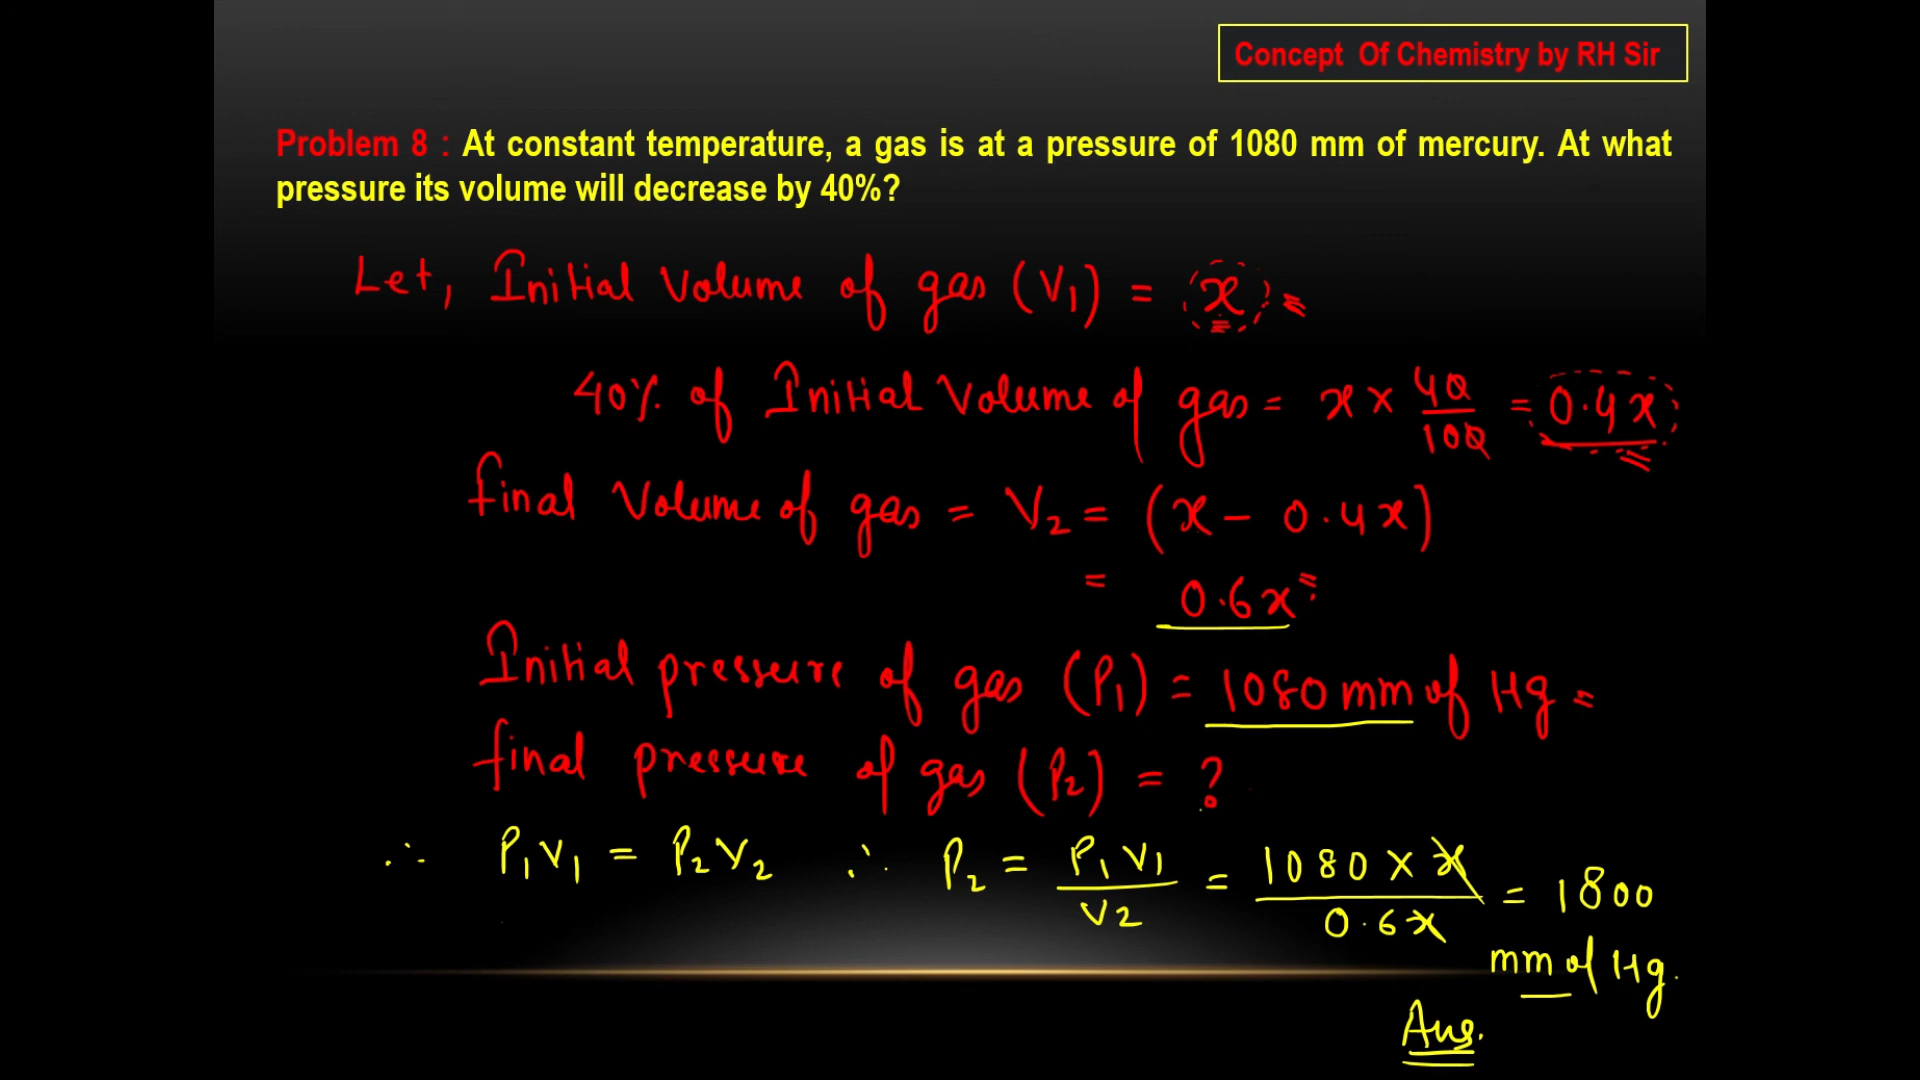 Concept Of Chemistry by RH Sir
Problem 8 : At constant temperature, a gas is at a pressure of 1080 mm of mercury. At what
pressure its volume will decrease by 40%?
Let, Initial Volume of gas (V₁) = x =
40% of Initial Volume of gas = x × 40/100 = 0.4x
final Volume of gas = V₂ = (x - 0.4x)
= 0.6x =
Initial pressure of gas (P₁) = 1080 mm of Hg =
final pressure of gas (P₂) = ?
∴ P₁V₁ = P₂V₂ ∴ P₂ = P₁V₁/V₂ = 1080 × x/0.6x = 1800
mm of Hg.
Ans.